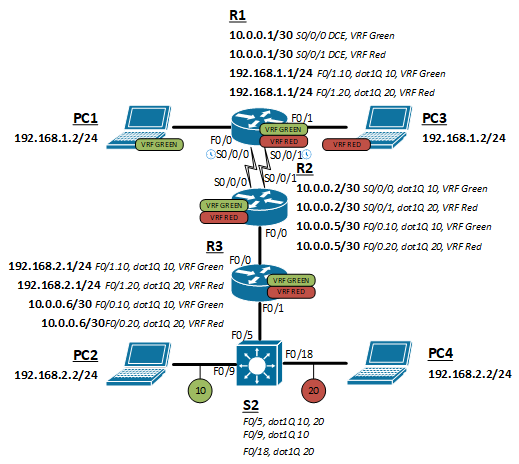 R1
10.0.0.1/30 S0/0/0 DCE, VRF Green
10.0.0.1/30 S0/0/1 DCE, VRF Red
192.168.1.1/24 F0/1.10, dot1Q, 10, VRF Green
192.168.1.1/24 F0/1.20, dot1Q, 20, VRF Red
PC1
192.168.1.2/24
VRF GREEN
F0/0
F0/1
VRF GREEN
VRF RED
PC3
192.168.1.2/24
VRF RED
S0/0/0
S0/0/1
S0/0/0
S0/0/1
R2
10.0.0.2/30 S0/0/0, dot1Q, 10, VRF Green
10.0.0.2/30 S0/0/1, dot1Q, 20, VRF Red
10.0.0.5/30 F0/0.10, dot1Q, 10, VRF Green
10.0.0.5/30 F0/0.20, dot1Q, 20, VRF Red
VRF GREEN
VRF RED
F0/0
R3
192.168.2.1/24 F0/1.10, dot1Q, 10, VRF Green
192.168.2.1/24 F0/1.20, dot1Q, 20, VRF Red
10.0.0.6/30 F0/0.10, dot1Q, 10, VRF Green
10.0.0.6/30 F0/0.20, dot1Q, 20, VRF Red
F0/0
VRF GREEN
VRF RED
F0/1
F0/5
PC2
192.168.2.2/24
10
F0/9
F0/18
20
PC4
192.168.2.2/24
S2
F0/5, dot1Q, 10, 20
F0/9, dot1Q, 10
F0/18, dot1Q, 20